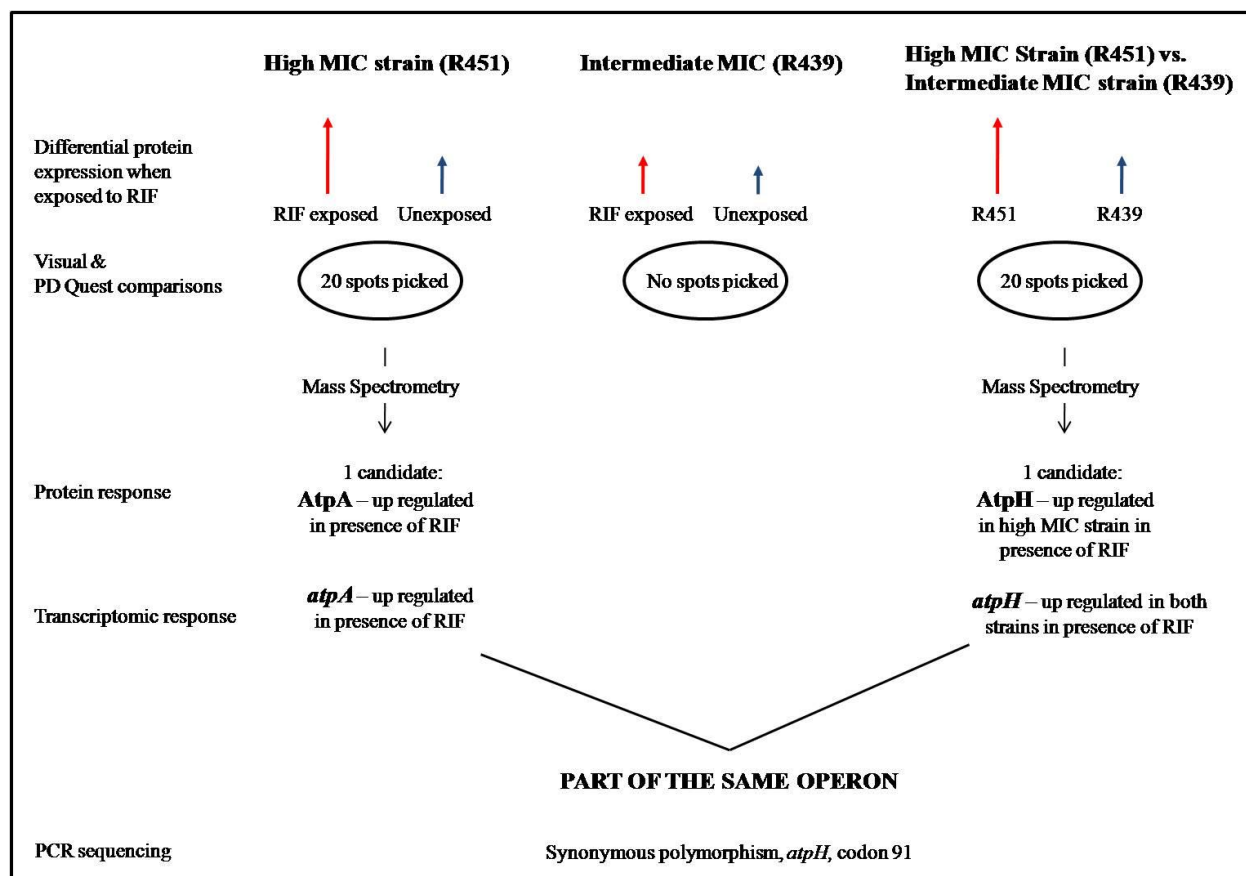 High MIC strain (R451)
Intermediate MIC (R439)
High MIC Strain (R451) vs.
Intermediate MIC strain (R439)
Differential protein
expression when
exposed to RIF
RIF exposed
Unexposed
RIF exposed
Unexposed
R451
R439
Visual &
PD Quest comparisons
20 spots picked
No spots picked
20 spots picked
Mass Spectrometry
Mass Spectrometry
Protein response
1 candidate:
AtpA – up regulated
in presence of RIF
1 candidate:
AtpH – up regulated
in high MIC strain in
presence of RIF
Transcriptomic response
atpA – up regulated
in presence of RIF
atpH – up regulated in both
strains in presence of RIF
PART OF THE SAME OPERON
PCR sequencing
Synonymous polymorphism, atpH, codon 91